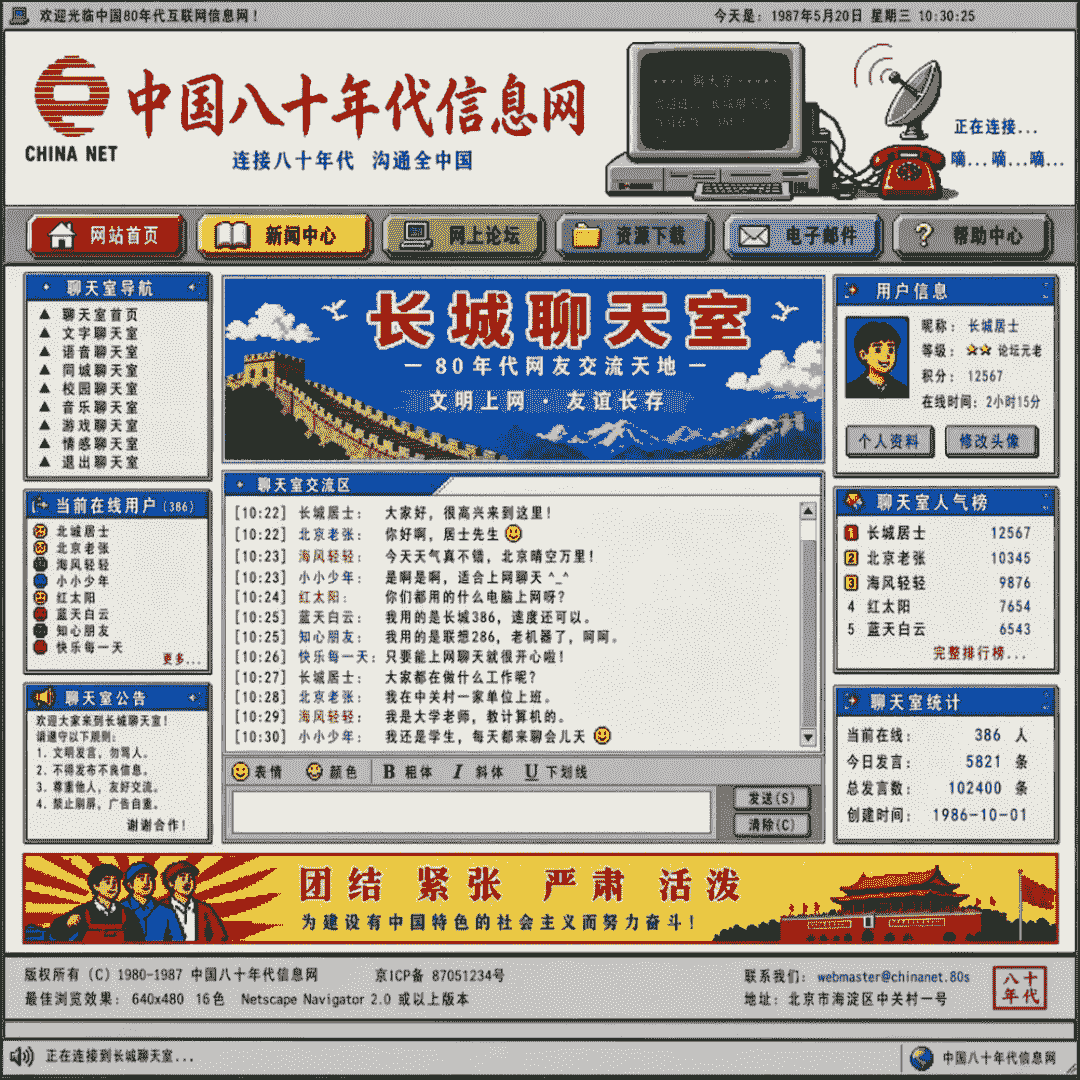 欢迎光临中国80年代互联网信息网！
今天是：1987年5月20日 星期三 10:30:25
中国八十年代信息网
CHINA NET
连接八十年代 沟通全中国
正在连接...
嘀...嘀...嘀...
网站首页
新闻中心
网上论坛
资源下载
电子邮件
帮助中心
聊天室导航
聊天室首页
文字聊天室
语音聊天室
同城聊天室
校园聊天室
音乐聊天室
游戏聊天室
情感聊天室
退出聊天室
当前在线用户(386)
北城居士
北京老张
海风轻轻
小小少年
红太阳
蓝天白云
知心朋友
快乐每一天
更多...
聊天室公告
欢迎大家来到长城聊天室！
请遵守以下规则：
1. 文明发言，勿骂人。
2. 不得发布不良信息。
3. 尊重他人，友好交流。
4. 禁止刷屏，广告自重。
谢谢合作！
长城聊天室
—80年代网友交流天地—
文明上网·友谊长存
聊天室交流区
[10:22] 长城居士： 大家好，很高兴来到这里！
[10:22] 北京老张： 你好啊，居士先生
[10:23] 海风轻轻： 今天天气真不错，北京晴空万里！
[10:23] 小小少年： 是啊是啊，适合上网聊天 ^_^
[10:24] 红太阳： 你们都用的什么电脑上网呀？
[10:25] 蓝天白云： 我用的是长城386，速度还可以。
[10:25] 知心朋友： 我用的是联想286，老机器了，呵呵。
[10:26] 快乐每一天：只要能上网聊天就很开心啦！
[10:27] 长城居士： 大家都在做什么工作呢？
[10:28] 北京老张： 我在中关村一家单位上班。
[10:29] 海风轻轻： 我是大学老师，教计算机的。
[10:30] 小小少年： 我还是学生，每天都来聊会儿天
表情 颜色 B 粗体 I 斜体 U 下划线
发送(S)
清除(C)
用户信息
昵称： 长城居士
等级： 论坛元老
积分： 12567
在线时间：2小时15分
个人资料
修改头像
聊天室人气榜
1 长城居士 12567
2 北京老张 10345
3 海风轻轻 9876
4 红太阳 7654
5 蓝天白云 6543
完整排行榜...
聊天室统计
当前在线： 386 人
今日发言： 5821 条
总发言数： 102400 条
创建时间： 1986-10-01
团结 紧张 严肃 活泼
为建设有中国特色的社会主义而努力奋斗！
版权所有 (C) 1980-1987 中国八十年代信息网 京ICP备 87051234号
最佳浏览效果： 640x480 16色 Netscape Navigator 2.0 或以上版本
联系我们： webmaster@chinanet.80s
地址：北京市海淀区中关村一号
八十
年代
正在连接到长城聊天室...
中国八十年代信息网